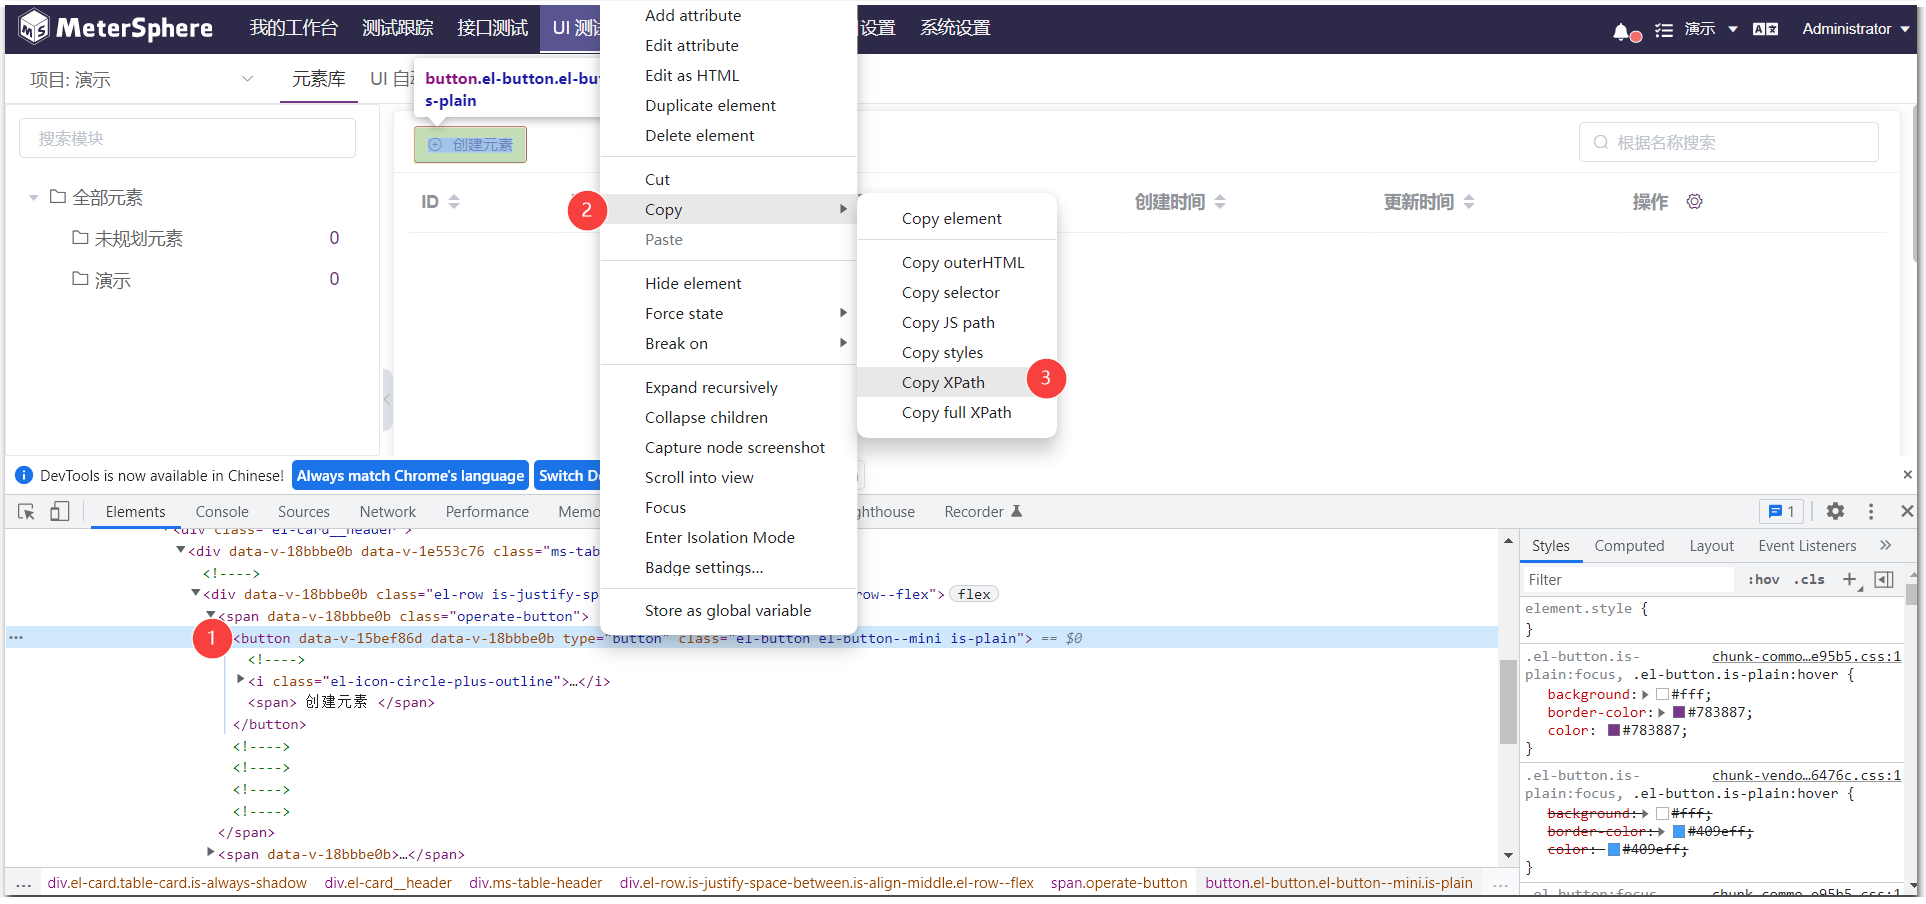 MeterSphere 我的工作台 测试跟踪 接口测试 UI 测试 设置 系统设置 演示 Administrator
项目: 演示 元素库 UI 自
button.el-button.el-bu
s-plain
搜索模块
创建元素
根据名称搜索
ID 创建时间 更新时间 操作
全部元素
未规划元素 0
演示 0
Add attribute
Edit attribute
Edit as HTML
Duplicate element
Delete element
Cut
2 Copy
Paste
Hide element
Force state
Break on
Expand recursively
Collapse children
Capture node screenshot
Scroll into view
Focus
Enter Isolation Mode
Badge settings...
Store as global variable
Copy element
Copy outerHTML
Copy selector
Copy JS path
Copy styles
Copy XPath 3
Copy full XPath
DevTools is now available in Chinese! Always match Chrome's language Switch D
Elements Console Sources Network Performance Memo ghthouse Recorder 1
<div class="el-card__header">
<div data-v-18bbbe0b data-v-1e553c76 class="ms-tab
<!---->
<div data-v-18bbbe0b class="el-row is-justify-sp row--flex"> flex
<span data-v-18bbbe0b class="operate-button">
1 <button data-v-15bef86d data-v-18bbbe0b type="button" class="el-button el-button--mini is-plain"> == $0
<!---->
<i class="el-icon-circle-plus-outline">…</i>
<span> 创建元素 </span>
</button>
<!---->
<!---->
<!---->
<!---->
</span>
<span data-v-18bbbe0b>…</span>
... div.el-card.table-card.is-always-shadow div.el-card__header div.ms-table-header div.el-row.is-justify-space-between.is-align-middle.el-row--flex span.operate-button button.el-button.el-button--mini.is-plain ...
Styles Computed Layout Event Listeners »
Filter :hov .cls +
element.style {
}
.el-button.is- chunk-commo…e95b5.css:1
plain:focus, .el-button.is-plain:hover {
background: #fff;
border-color: #783887;
color: #783887;
}
.el-button.is- chunk-vendo…6476c.css:1
plain:focus, .el-button.is-plain:hover {
background: #fff;
border-color: #409eff;
color: #409eff;
}